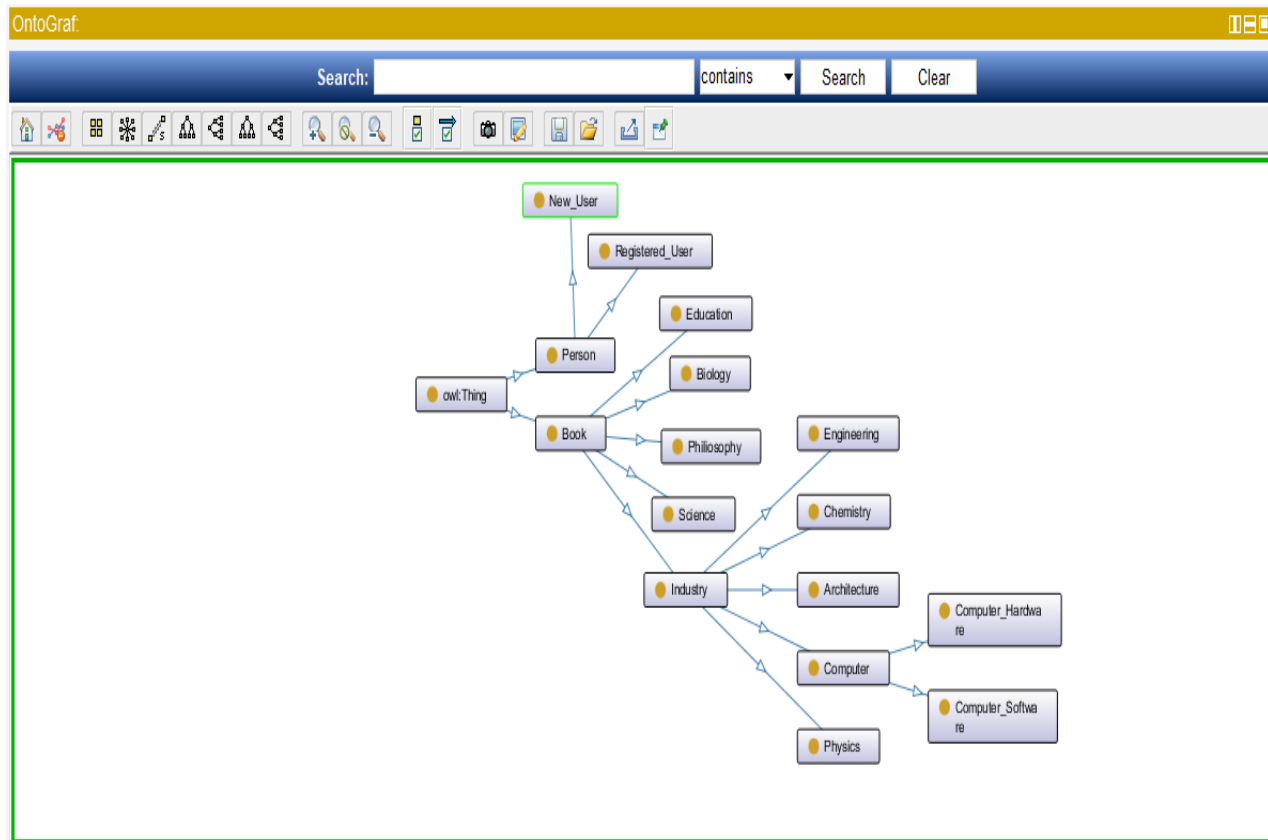 OntoGraf:
Search: contains Search Clear
New_User
Registered_User
Education
Person
Biology
owl:Thing
Book
Engineering
Philiosophy
Science
Chemistry
Industry
Architecture
Computer_Hardwa
re
Computer
Computer_Softwa
re
Physics